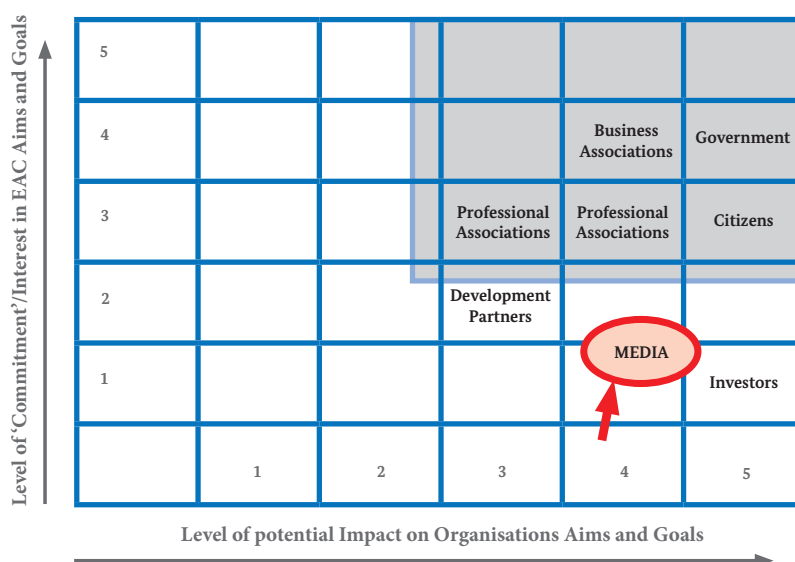 Level of 'Commitment'/Interest in EAC Aims and Goals
5
4
Business
Associations
Government
3
Professional
Associations
Professional
Associations
Citizens
2
Development
Partners
MEDIA
1
Investors
1 2 3 4 5
Level of potential Impact on Organisations Aims and Goals